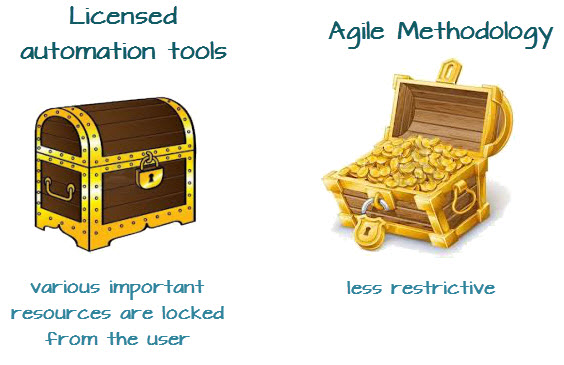 Licensed
automation tools
Agile Methodology
various important
resources are locked
from the user
less restrictive